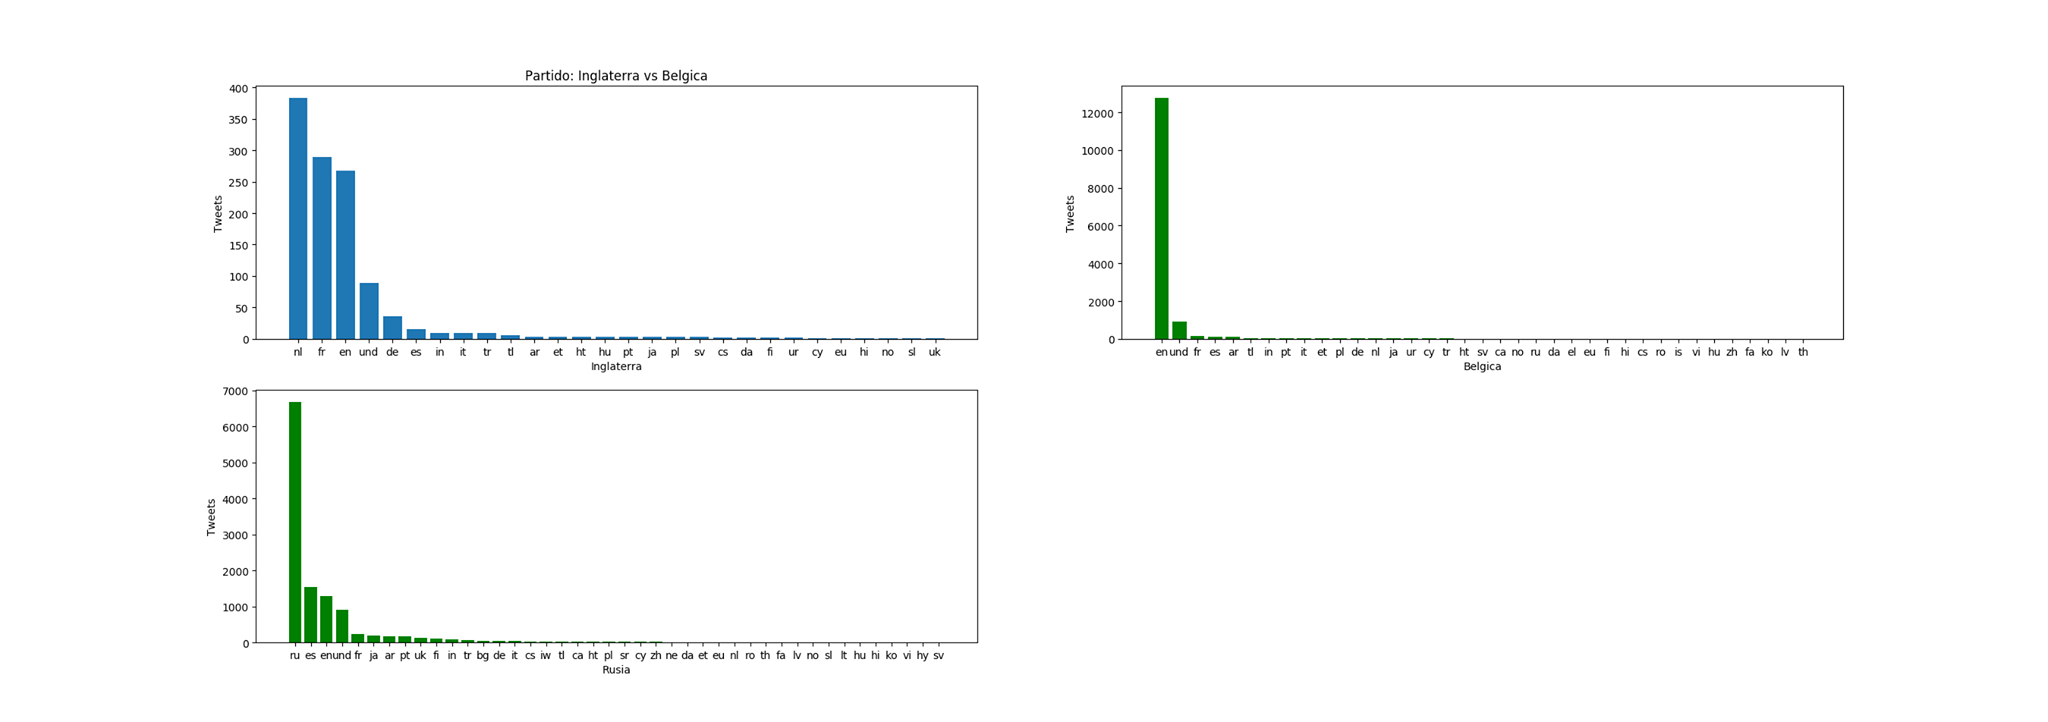 Partido: Inglaterra vs Belgica
400
350
300
250
200
150
100
50
0
Tweets
nl fr en und de es in it tr tl ar et ht hu pt ja pl sv cs da fi ur cy eu hi no sl uk
Inglaterra
12000
10000
8000
6000
4000
2000
0
Tweets
en und fr es ar tl in pt it et pl de nl ja ur cy tr ht sv ca no ru da el eu fi hi cs ro is vi hu zh fa ko lv th
Belgica
7000
6000
5000
4000
3000
2000
1000
0
Tweets
ru es en und fr ja ar pt uk fi in tr bg de it cs iw tl ca ht pl sr cy zh ne da et eu nl ro th fa lv no sl lt hu hi ko vi hy sv
Rusia